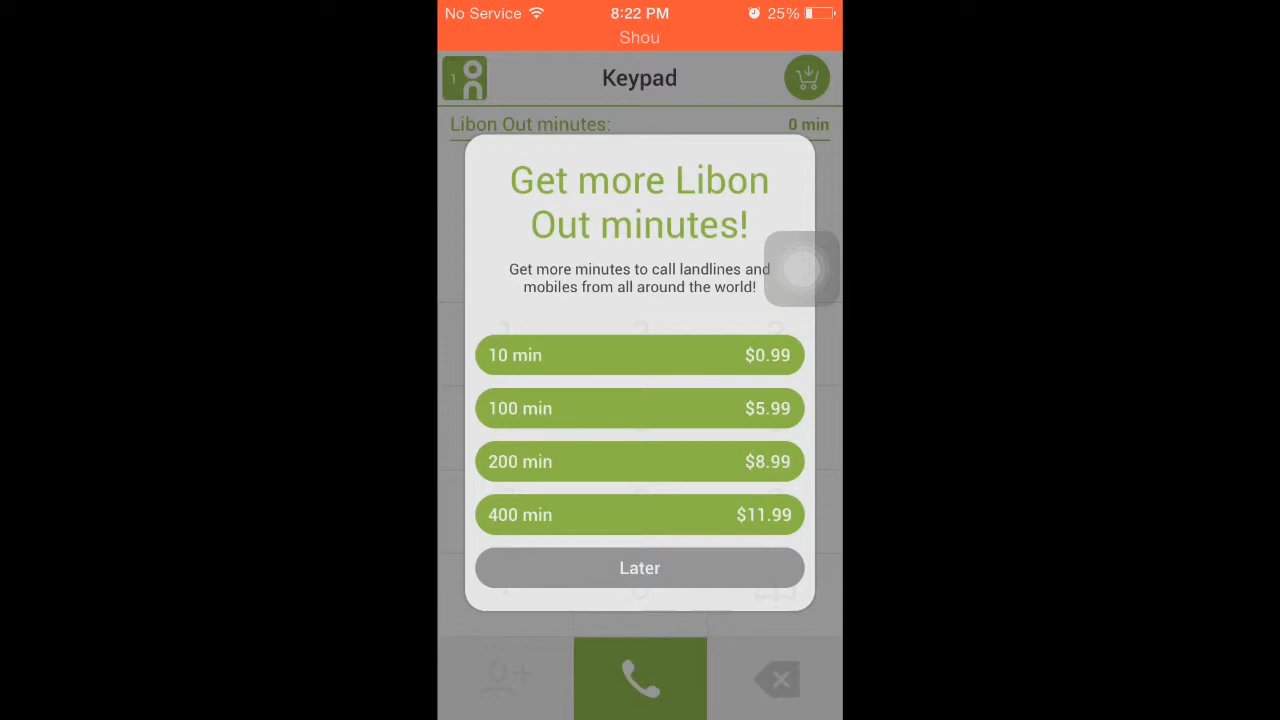 No Service 8:22 PM 25%
Shou
1 Keypad
Libon Out minutes: 0 min
Get more Libon
Out minutes!
Get more minutes to call landlines and
mobiles from all around the world!
10 min $0.99
100 min $5.99
200 min $8.99
400 min $11.99
Later